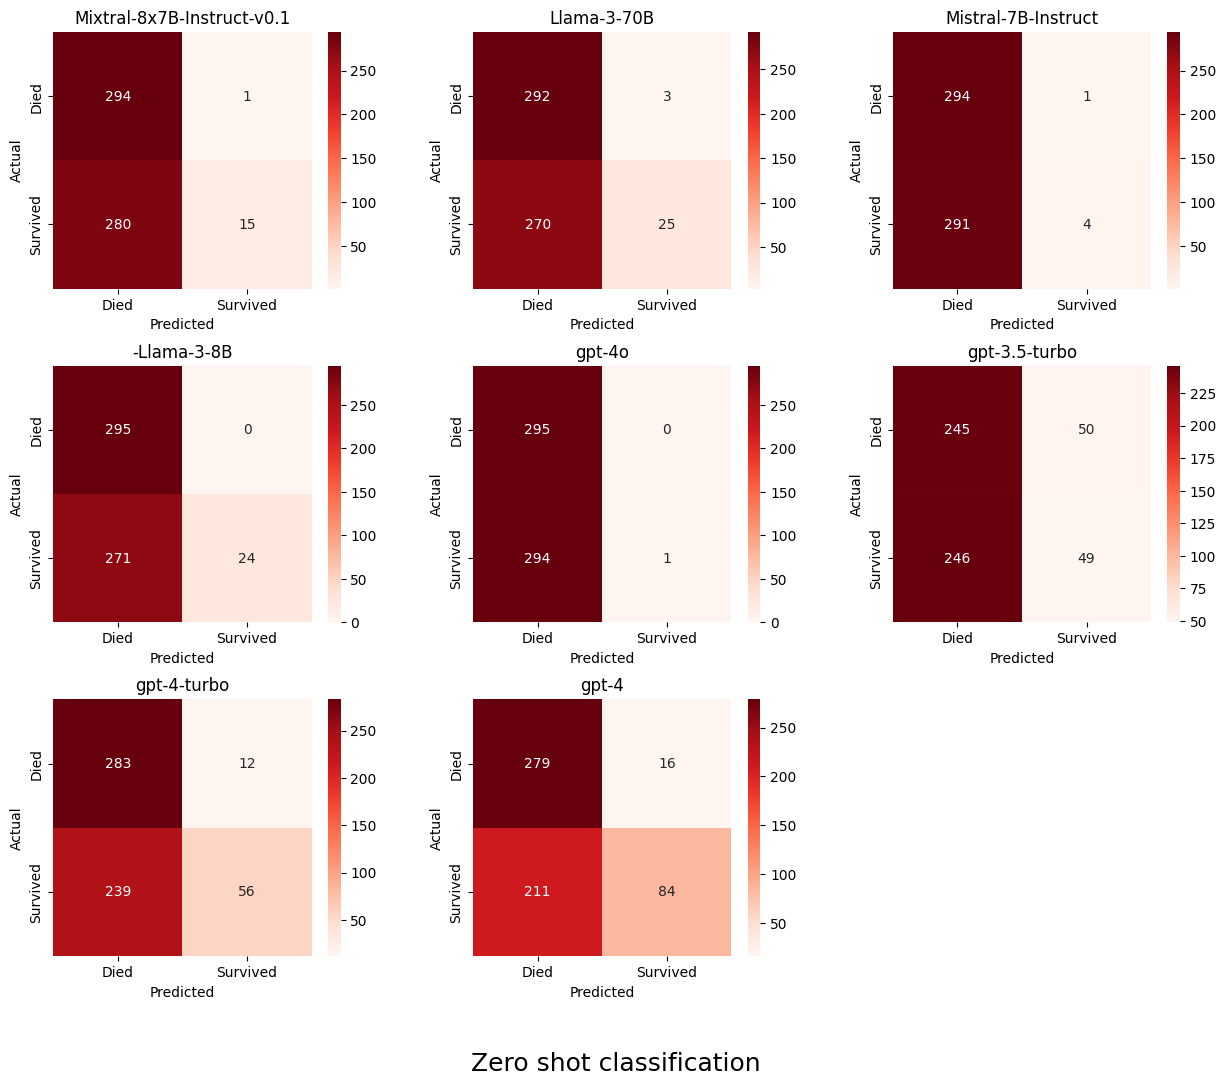 Mixtral-8x7B-Instruct-v0.1
Died
294
1
Actual
Survived
280
15
Died
Survived
Predicted
250
200
150
100
50
Llama-3-70B
Died
292
3
Actual
Survived
270
25
Died
Survived
Predicted
250
200
150
100
50
Mistral-7B-Instruct
Died
294
1
Actual
Survived
291
4
Died
Survived
Predicted
250
200
150
100
50
-Llama-3-8B
Died
295
0
Actual
Survived
271
24
Died
Survived
Predicted
250
200
150
100
50
0
gpt-4o
Died
295
0
Actual
Survived
294
1
Died
Survived
Predicted
250
200
150
100
50
0
gpt-3.5-turbo
Died
245
50
Actual
Survived
246
49
Died
Survived
Predicted
225
200
175
150
125
100
75
50
gpt-4-turbo
Died
283
12
Actual
Survived
239
56
Died
Survived
Predicted
250
200
150
100
50
gpt-4
Died
279
16
Actual
Survived
211
84
Died
Survived
Predicted
250
200
150
100
50
Zero shot classification